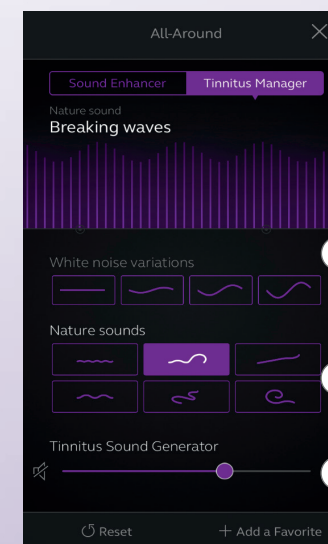 All-Around
Sound Enhancer
Tinnitus Manager
Nature sound
Breaking waves
White noise variations
Nature sounds
Tinnitus Sound Generator
Reset
Add a Favorite